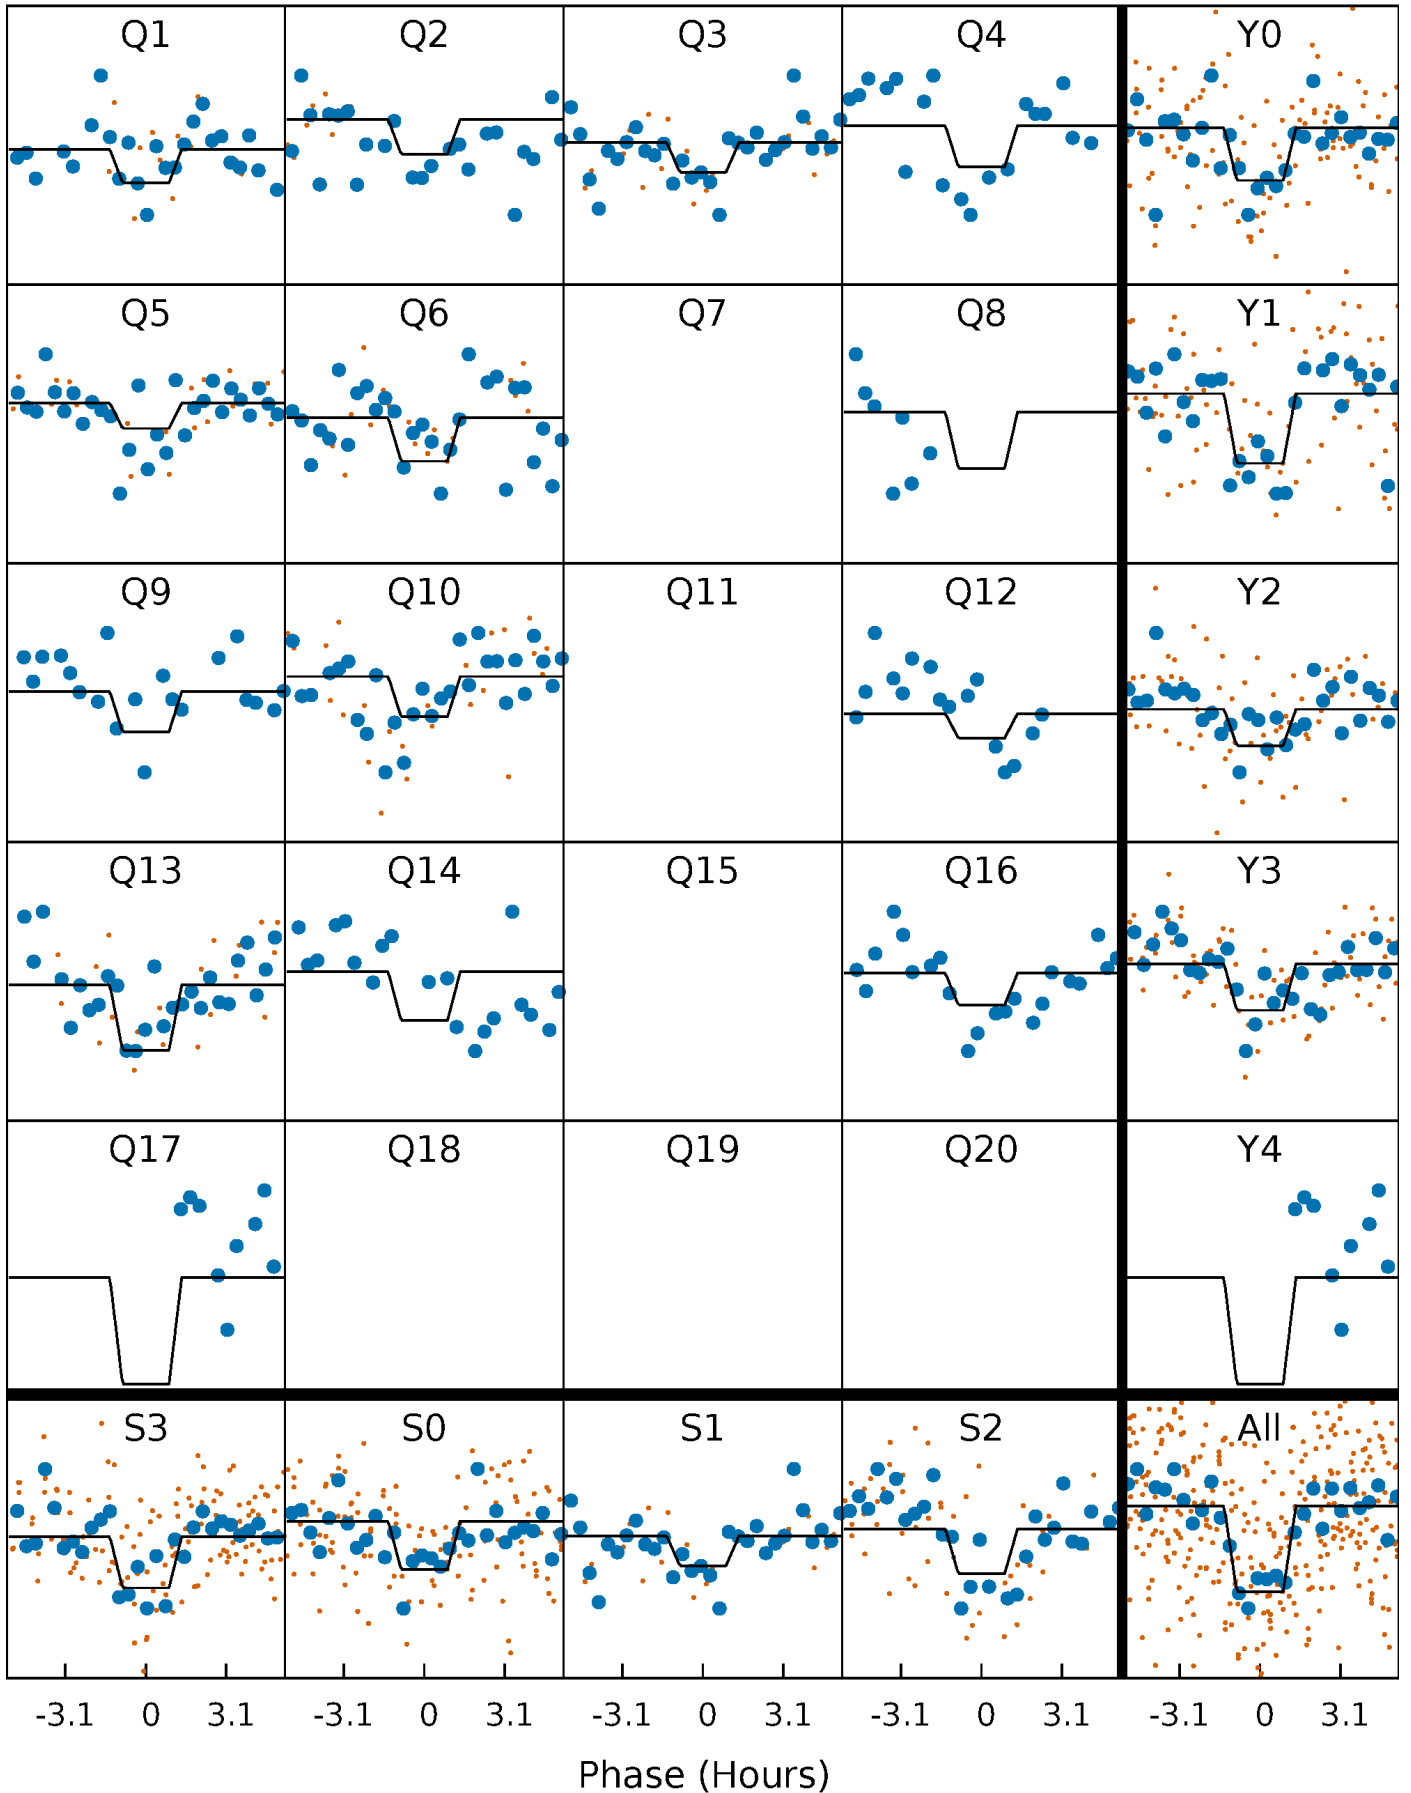 Q1 Q2 Q3 Q4 Y0
Q5 Q6 Q7 Q8 Y1
Q9 Q10 Q11 Q12 Y2
Q13 Q14 Q15 Q16 Y3
Q17 Q18 Q19 Q20 Y4
S3 S0 S1 S2 All
-3.1 0 3.1 -3.1 0 3.1 -3.1 0 3.1 -3.1 0 3.1 -3.1 0 3.1
Phase (Hours)